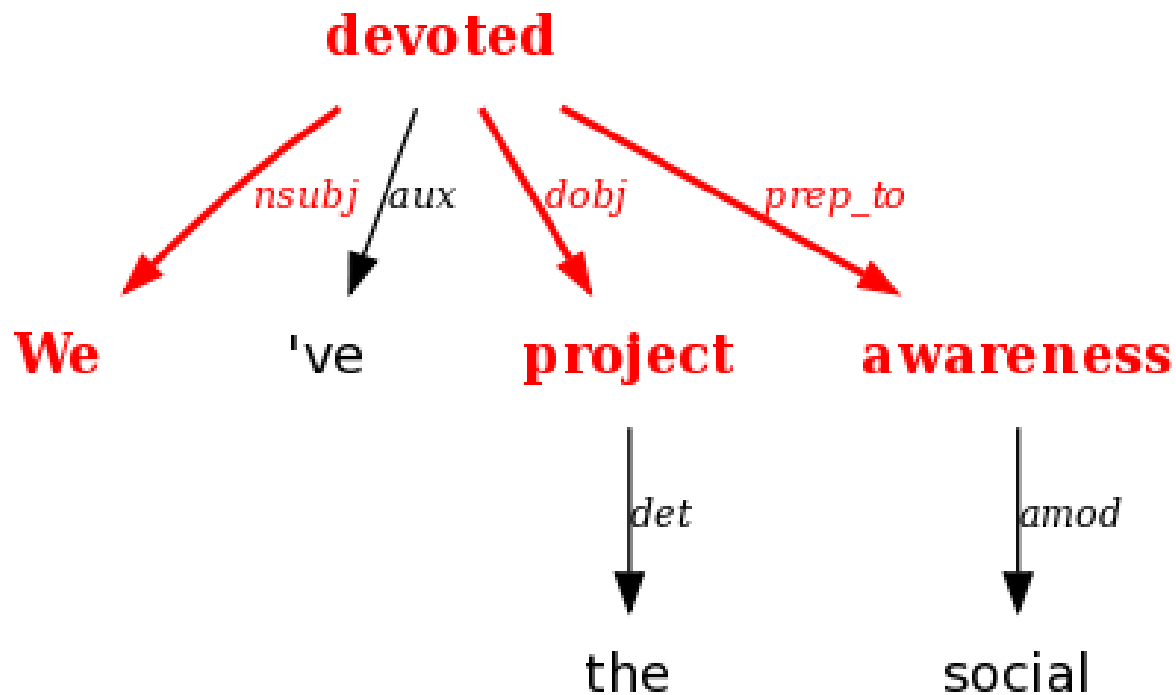 devoted
nsubj aux dobj prep_to
We 've project awareness
det amod
the social